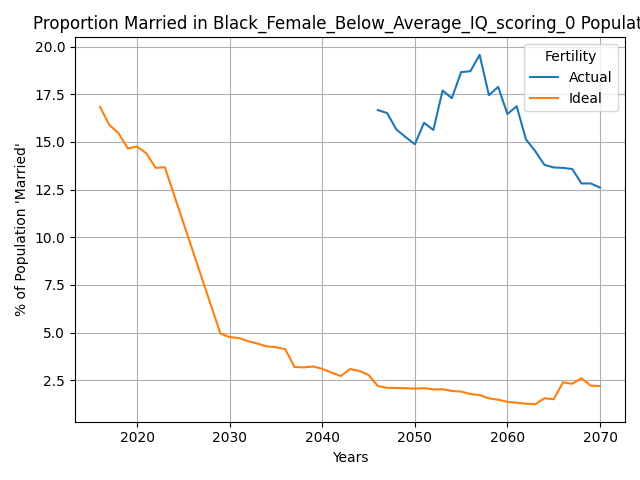 Proportion Married in Black_Female_Below_Average_IQ_scoring_0 Populat
Fertility
Actual
Ideal
20.0
17.5
15.0
12.5
10.0
7.5
5.0
2.5
% of Population 'Married'
2020 2030 2040 2050 2060 2070
Years